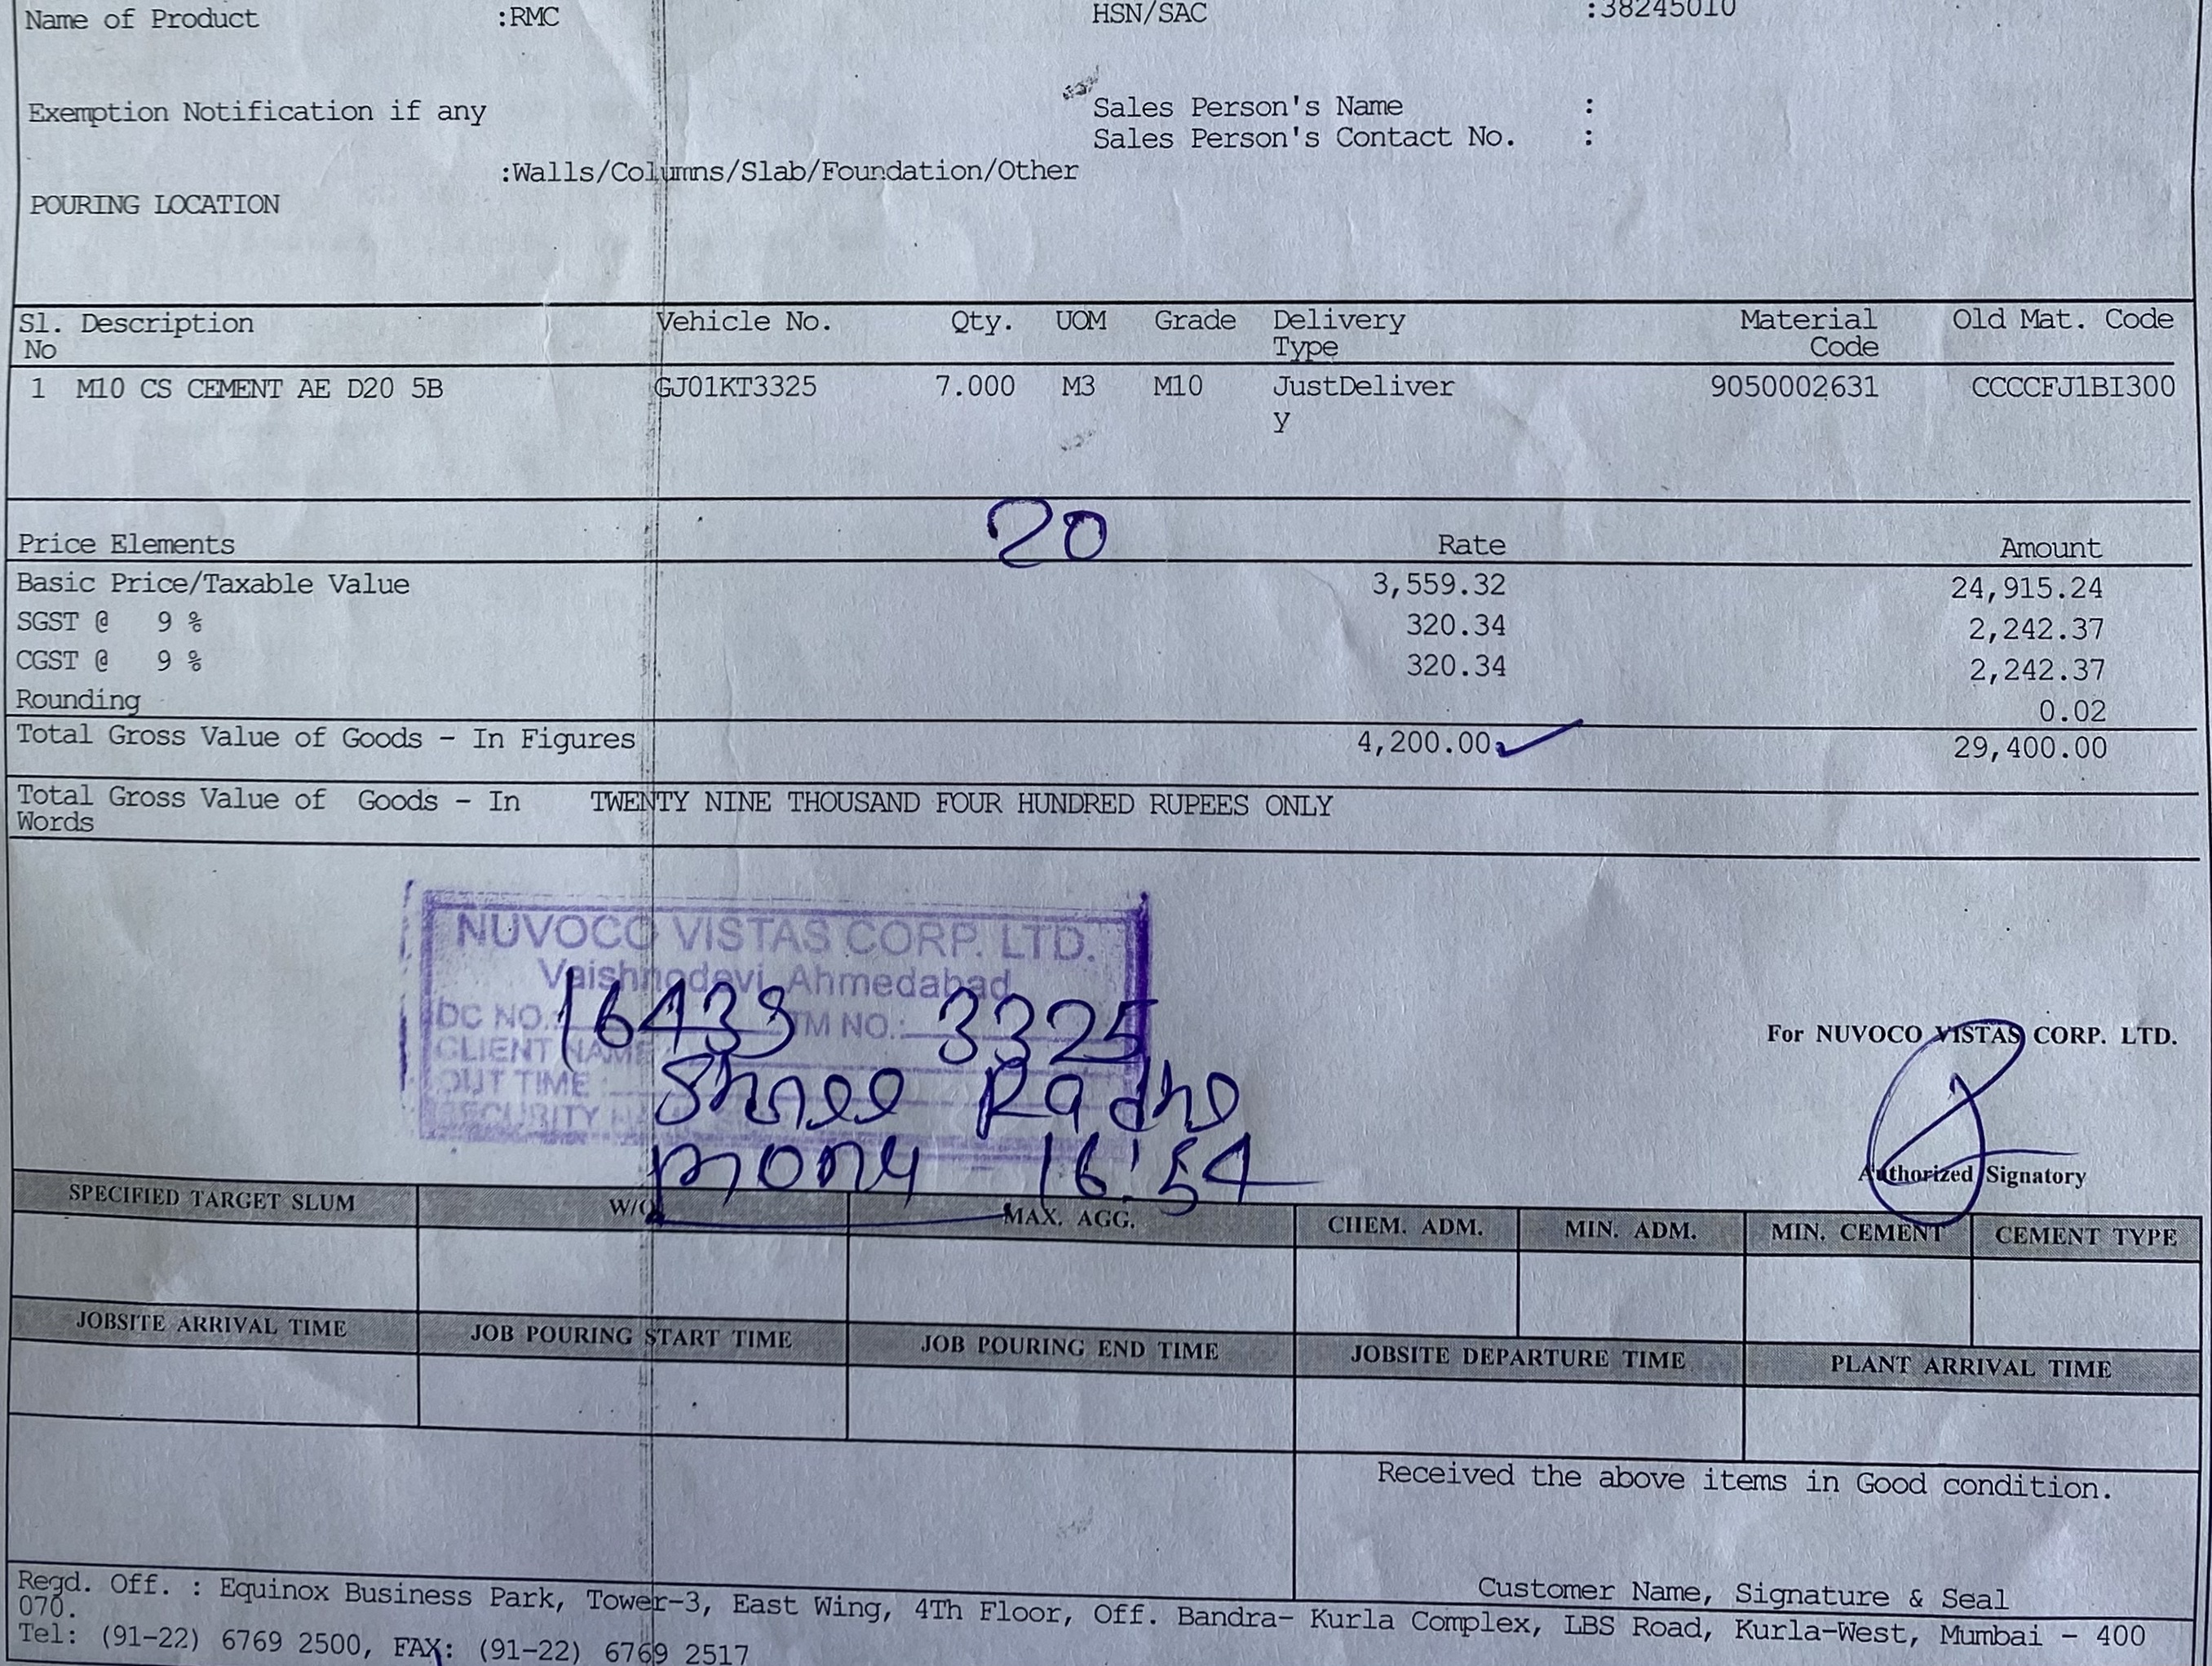 Name of Product :RMC HSN/SAC :38245010
Exemption Notification if any
Sales Person's Name :
Sales Person's Contact No. :
:Walls/Columns/Slab/Foundation/Other
POURING LOCATION
Sl. No Description Vehicle No. Qty. UOM Grade Delivery Type Material Code Old Mat. Code
1 M10 CS CEMENT AE D20 5B GJ01KT3325 7.000 M3 M10 JustDeliver
y 9050002631 CCCCFJ1BI300
20
Price Elements Rate Amount
Basic Price/Taxable Value 3,559.32 24,915.24
SGST @ 9 % 320.34 2,242.37
CGST @ 9 % 320.34 2,242.37
Rounding 0.02
Total Gross Value of Goods - In Figures 4,200.00 29,400.00
Total Gross Value of Goods - In Words TWENTY NINE THOUSAND FOUR HUNDRED RUPEES ONLY
NUVOCO VISTAS CORP. LTD.
Vaishnodevi, Ahmedabad
DC NO.: TM NO.: 3325
CLIENT NAME Shree Radhe
OUT TIME : 16:54
SECURITY
For NUVOCO VISTAS CORP. LTD.
Authorized Signatory
SPECIFIED TARGET SLUM W/C MAX. AGG. CHEM. ADM. MIN. ADM. MIN. CEMENT CEMENT TYPE
JOBSITE ARRIVAL TIME JOB POURING START TIME JOB POURING END TIME JOBSITE DEPARTURE TIME PLANT ARRIVAL TIME
Received the above items in Good condition.
Customer Name, Signature & Seal
Regd. Off. : Equinox Business Park, Tower-3, East Wing, 4Th Floor, Off. Bandra- Kurla Complex, LBS Road, Kurla-West, Mumbai - 400
070.
Tel: (91-22) 6769 2500, FAX: (91-22) 6769 2517